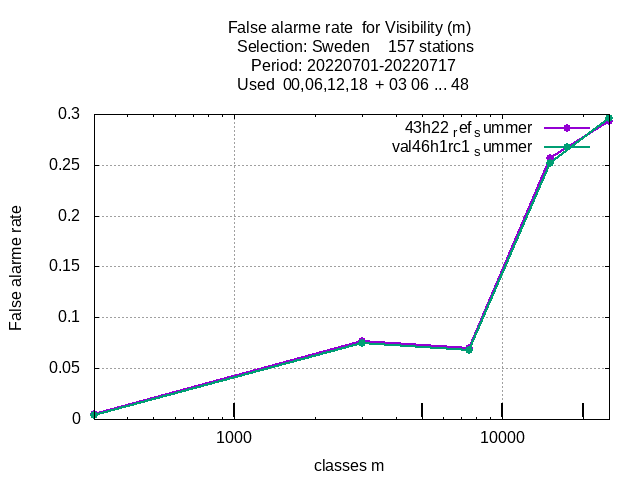 False alarme rate  for Visibility (m)
Selection: Sweden    157 stations
Period: 20220701-20220717
Used  00,06,12,18  + 03 06 ... 48
0.3
43h22 ref summer
val46h1rc1 summer
0.25
0.2
0.15
0.1
0.05
0
False alarme rate
1000
10000
classes m